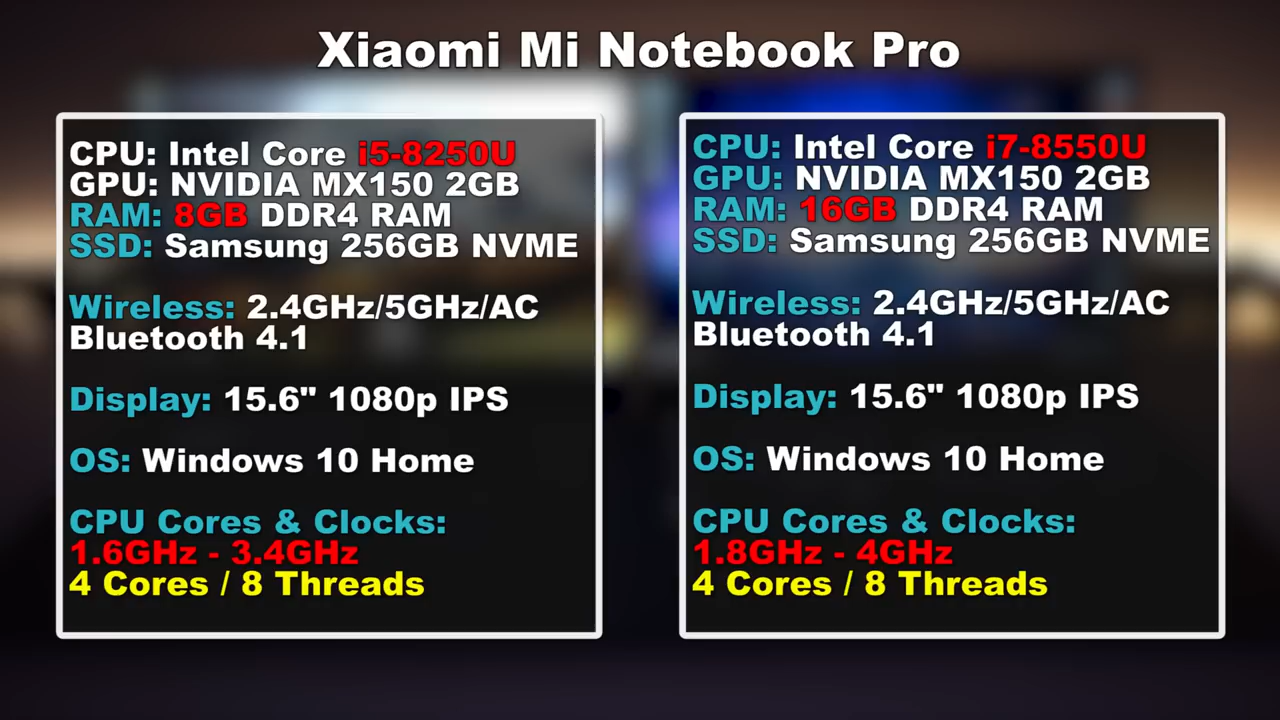 Xiaomi Mi Notebook Pro
CPU: Intel Core i5-8250U
GPU: NVIDIA MX150 2GB
RAM: 8GB DDR4 RAM
SSD: Samsung 256GB NVME
Wireless: 2.4GHz/5GHz/AC
Bluetooth 4.1
Display: 15.6" 1080p IPS
OS: Windows 10 Home
CPU Cores & Clocks:
1.6GHz - 3.4GHz
4 Cores / 8 Threads
CPU: Intel Core i7-8550U
GPU: NVIDIA MX150 2GB
RAM: 16GB DDR4 RAM
SSD: Samsung 256GB NVME
Wireless: 2.4GHz/5GHz/AC
Bluetooth 4.1
Display: 15.6" 1080p IPS
OS: Windows 10 Home
CPU Cores & Clocks:
1.8GHz - 4GHz
4 Cores / 8 Threads